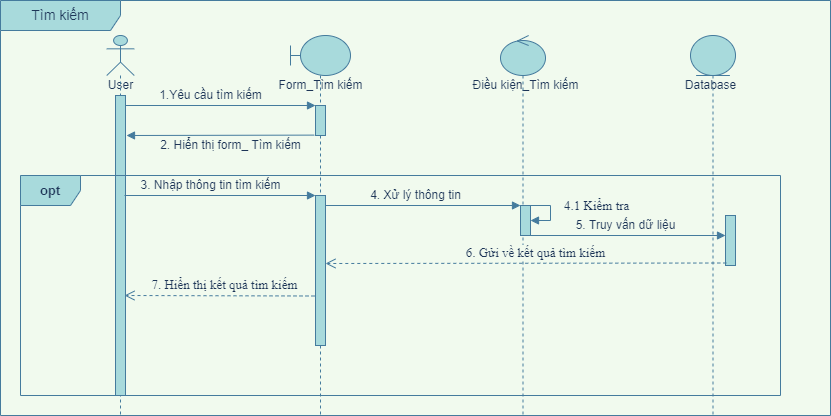 Tìm kiếm
User
Form_Tìm kiếm
Điều kiện_Tìm kiếm
Database
1.Yêu cầu tìm kiếm
2. Hiển thị form_ Tìm kiếm
opt
3. Nhập thông tin tìm kiếm
4. Xử lý thông tin
4.1 Kiểm tra
5. Truy vấn dữ liệu
6. Gửi về kết quả tìm kiếm
7. Hiển thị kết quả tìm kiếm